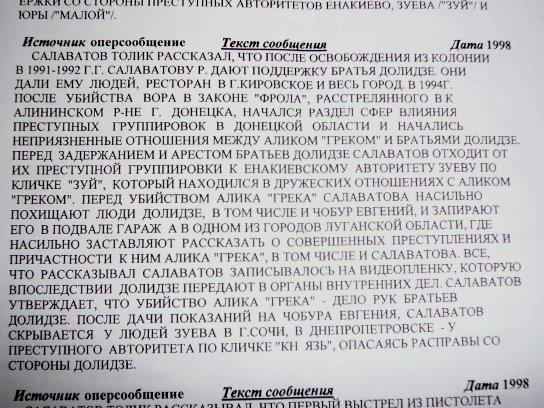 ЕРЖКИ СО СТОРОНЫ ПРЕСТУПНЫХ АВТОРИТЕТОВ ЕНАКИЕВО, ЗУЕВА /"ЗУЙ"/ И
ЮРЫ /"МАЛОЙ"/.
Источник оперсообщение Текст сообщения Дата 1998
САЛАВАТОВ ТОЛИК РАССКАЗАЛ, ЧТО ПОСЛЕ ОСВОБОЖДЕНИЯ ИЗ КОЛОНИИ
В 1991-1992 Г.Г. САЛАВАТОВУ Р. ДАЮТ ПОДДЕРЖКУ БРАТЬЯ ДОЛИДЗЕ. ОНИ
ДАЛИ ЕМУ ЛЮДЕЙ, РЕСТОРАН В Г.КИРОВСКОЕ И ВЕСЬ ГОРОД. В 1994Г.
ПОСЛЕ УБИЙСТВА ВОРА В ЗАКОНЕ "ФРОЛА", РАССТРЕЛЯННОГО В К
АЛИНИНСКОМ Р-НЕ Г. ДОНЕЦКА, НАЧАЛСЯ РАЗДЕЛ СФЕР ВЛИЯНИЯ
ПРЕСТУПНЫХ ГРУППИРОВОК В ДОНЕЦКОЙ ОБЛАСТИ И НАЧАЛИСЬ
НЕПРИЯЗНЕННЫЕ ОТНОШЕНИЯ МЕЖДУ АЛИКОМ "ГРЕКОМ" И БРАТЬЯМИ ДОЛИДЗЕ.
ПЕРЕД ЗАДЕРЖАНИЕМ И АРЕСТОМ БРАТЬЕВ ДОЛИДЗЕ САЛАВАТОВ ОТХОДИТ ОТ
ИХ ПРЕСТУПНОЙ ГРУППИРОВКИ К ЕНАКИЕВСКОМУ АВТОРИТЕТУ ЗУЕВУ ПО
КЛИЧКЕ "ЗУЙ", КОТОРЫЙ НАХОДИЛСЯ В ДРУЖЕСКИХ ОТНОШЕНИЯХ С АЛИКОМ
"ГРЕКОМ". ПЕРЕД УБИЙСТВОМ АЛИКА "ГРЕКА" САЛАВАТОВА НАСИЛЬНО
ПОХИЩАЮТ ЛЮДИ ДОЛИДЗЕ, В ТОМ ЧИСЛЕ И ЧОБУР ЕВГЕНИЙ, И ЗАПИРАЮТ
ЕГО В ПОДВАЛЕ ГАРАЖ А В ОДНОМ ИЗ ГОРОДОВ ЛУГАНСКОЙ ОБЛАСТИ, ГДЕ
НАСИЛЬНО ЗАСТАВЛЯЮТ РАССКАЗАТЬ О СОВЕРШЕННЫХ ПРЕСТУПЛЕНИЯХ И
ПРИЧАСТНОСТИ К НИМ АЛИКА "ГРЕКА", В ТОМ ЧИСЛЕ И САЛАВАТОВА. ВСЕ,
ЧТО РАССКАЗЫВАЛ САЛАВАТОВ ЗАПИСЫВАЛОСЬ НА ВИДЕОПЛЕНКУ, КОТОРУЮ
ВПОСЛЕДСТВИИ ДОЛИДЗЕ ПЕРЕДАЮТ В ОРГАНЫ ВНУТРЕННИХ ДЕЛ. САЛАВАТОВ
УТВЕРЖДАЕТ, ЧТО УБИЙСТВО АЛИКА "ГРЕКА" - ДЕЛО РУК БРАТЬЕВ
ДОЛИДЗЕ. ПОСЛЕ ДАЧИ ПОКАЗАНИЙ НА ЧОБУРА ЕВГЕНИЯ, САЛАВАТОВ
СКРЫВАЕТСЯ У ЛЮДЕЙ ЗУЕВА В Г.СОЧИ, В ДНЕПРОПЕТРОВСКЕ - У
ПРЕСТУПНОГО АВТОРИТЕТА ПО КЛИЧКЕ "КН ЯЗЬ", ОПАСАЯСЬ РАСПРАВЫ СО
СТОРОНЫ ДОЛИДЗЕ.
Источник оперсообщение Текст сообщения Дата 1998
САЛАВАТОВ ТОЛИК РАССКАЗЫВАЛ, ЧТО ПЕРВЫЙ ВЫСТРЕЛ ИЗ ПИСТОЛЕТА